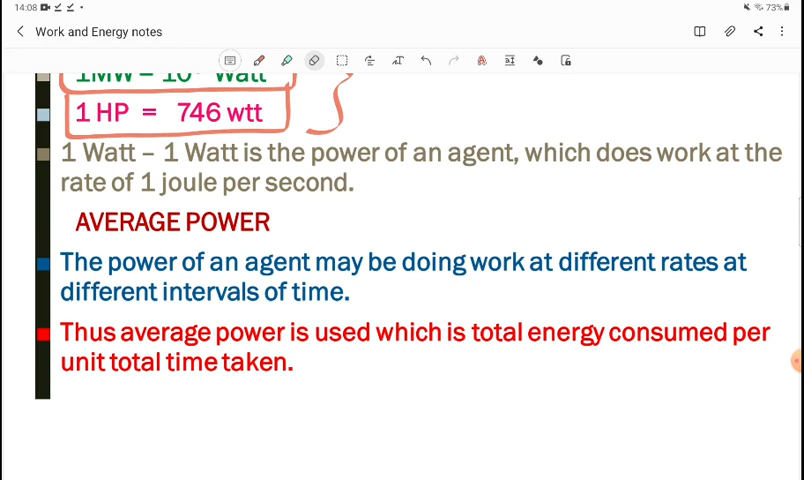 14:08
73%
Work and Energy notes
1MW – 10 Watt
1 HP = 746 wtt
1 Watt – 1 Watt is the power of an agent, which does work at the
rate of 1 joule per second.
AVERAGE POWER
The power of an agent may be doing work at different rates at
different intervals of time.
Thus average power is used which is total energy consumed per
unit total time taken.